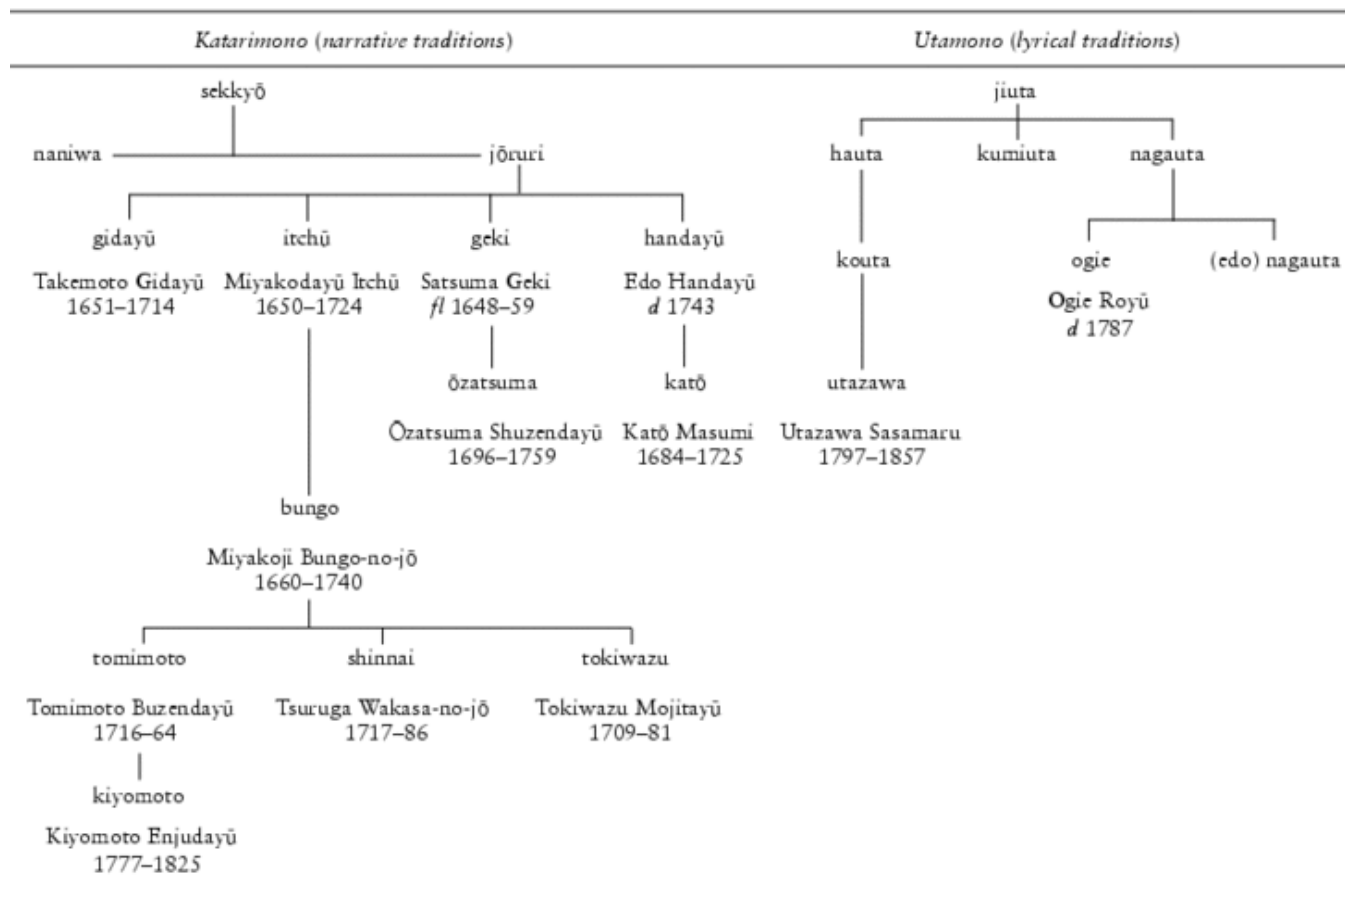 Katarimono (narrative traditions)
Utamono (lyrical traditions)
sekkyō
naniwa
jōruri
gidayū
itchū
geki
handayū
Takemoto Gidayū
1651–1714
Miyakodayū Itchū
1650–1724
Satsuma Geki
fl 1648–59
Edo Handayū
d 1743
ōzatsuma
katō
Ōzatsuma Shuzendayū
1696–1759
Katō Masumi
1684–1725
bungo
Miyakoji Bungo-no-jō
1660–1740
tomimoto
shinnai
tokiwazu
Tomimoto Buzendayū
1716–64
Tsuruga Wakasa-no-jō
1717–86
Tokiwazu Mojitayū
1709–81
kiyomoto
Kiyomoto Enjudayū
1777–1825
jiuta
hauta
kumiuta
nagauta
kouta
ogie
(edo) nagauta
Ogie Royū
d 1787
utazawa
Utazawa Sasamaru
1797–1857